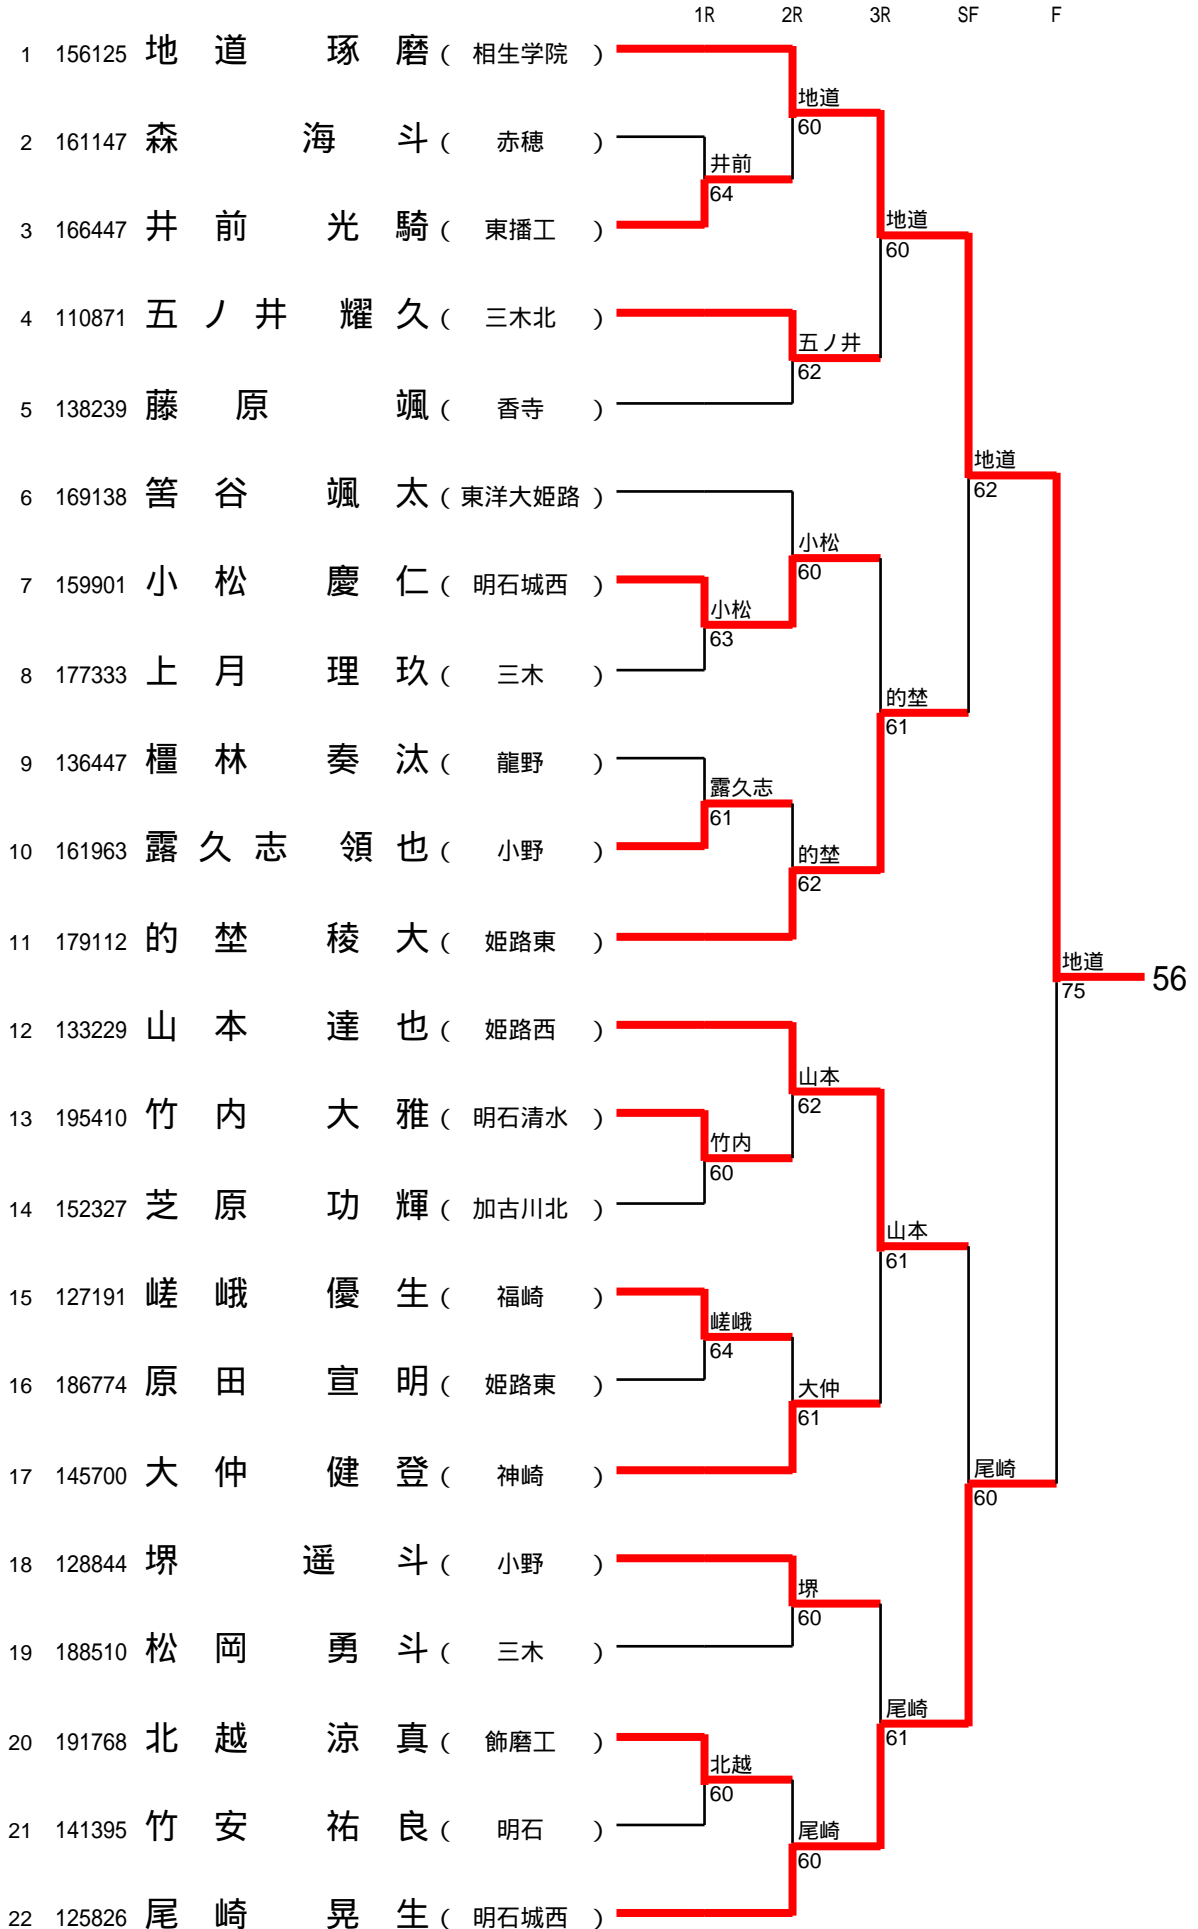 1R 2R 3R SF F
1 156125 地道 琢磨 ( 相生学院 )
地道
60
2 161147 森 海斗 ( 赤穂 )
井前
64
3 166447 井前 光騎 ( 東播工 )
地道
60
4 110871 五ノ井 耀久 ( 三木北 )
五ノ井
62
5 138239 藤原 颯 ( 香寺 )
地道
62
6 169138 筈谷 颯太 ( 東洋大姫路 )
小松
60
7 159901 小松 慶仁 ( 明石城西 )
小松
63
8 177333 上月 理玖 ( 三木 )
的埜
61
9 136447 橿林 奏汰 ( 龍野 )
露久志
61
10 161963 露久志 領也 ( 小野 )
的埜
62
11 179112 的埜 稜大 ( 姫路東 )
地道
75
56
12 133229 山本 達也 ( 姫路西 )
山本
62
13 195410 竹内 大雅 ( 明石清水 )
竹内
60
14 152327 芝原 功輝 ( 加古川北 )
山本
61
15 127191 嵯峨 優生 ( 福崎 )
嵯峨
64
16 186774 原田 宣明 ( 姫路東 )
大仲
61
17 145700 大仲 健登 ( 神崎 )
尾崎
60
18 128844 堺 遥斗 ( 小野 )
堺
60
19 188510 松岡 勇斗 ( 三木 )
尾崎
61
20 191768 北越 涼真 ( 飾磨工 )
北越
60
21 141395 竹安 祐良 ( 明石 )
尾崎
60
22 125826 尾崎 晃生 ( 明石城西 )